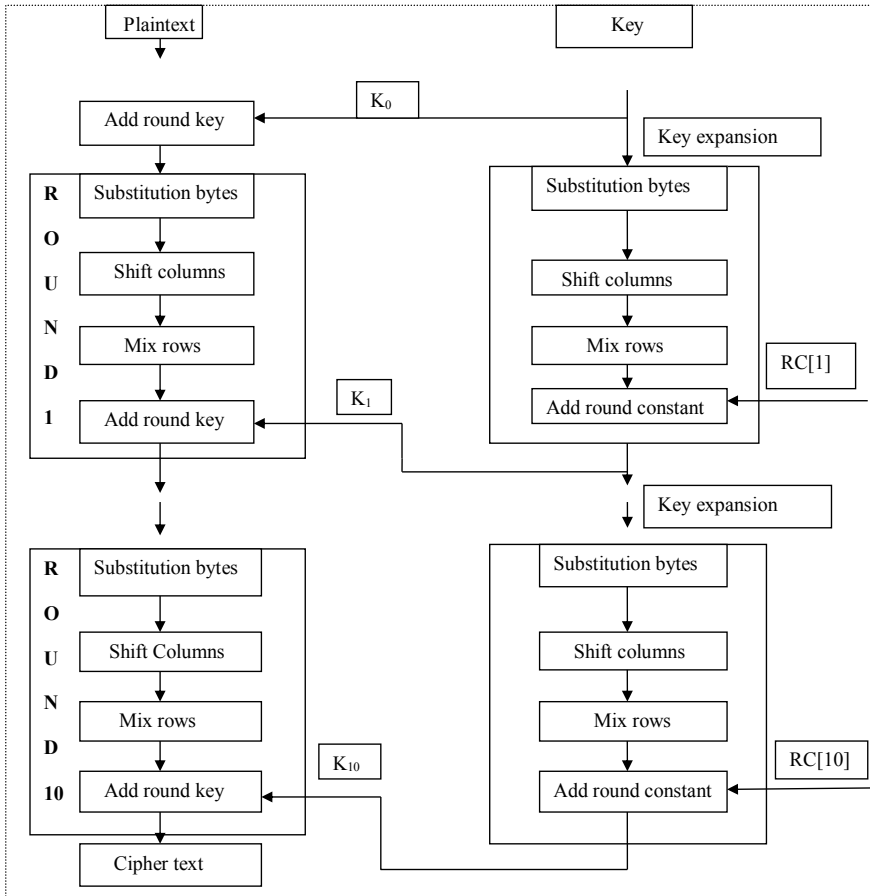 Plaintext
Key
K₀
Add round key
Key expansion
R
O
U
N
D
1
Substitution bytes
Shift columns
Mix rows
Add round key
Substitution bytes
Shift columns
Mix rows
Add round constant
RC[1]
K₁
Key expansion
R
O
U
N
D
10
Substitution bytes
Shift Columns
Mix rows
Add round key
Substitution bytes
Shift columns
Mix rows
Add round constant
RC[10]
K₁₀
Cipher text